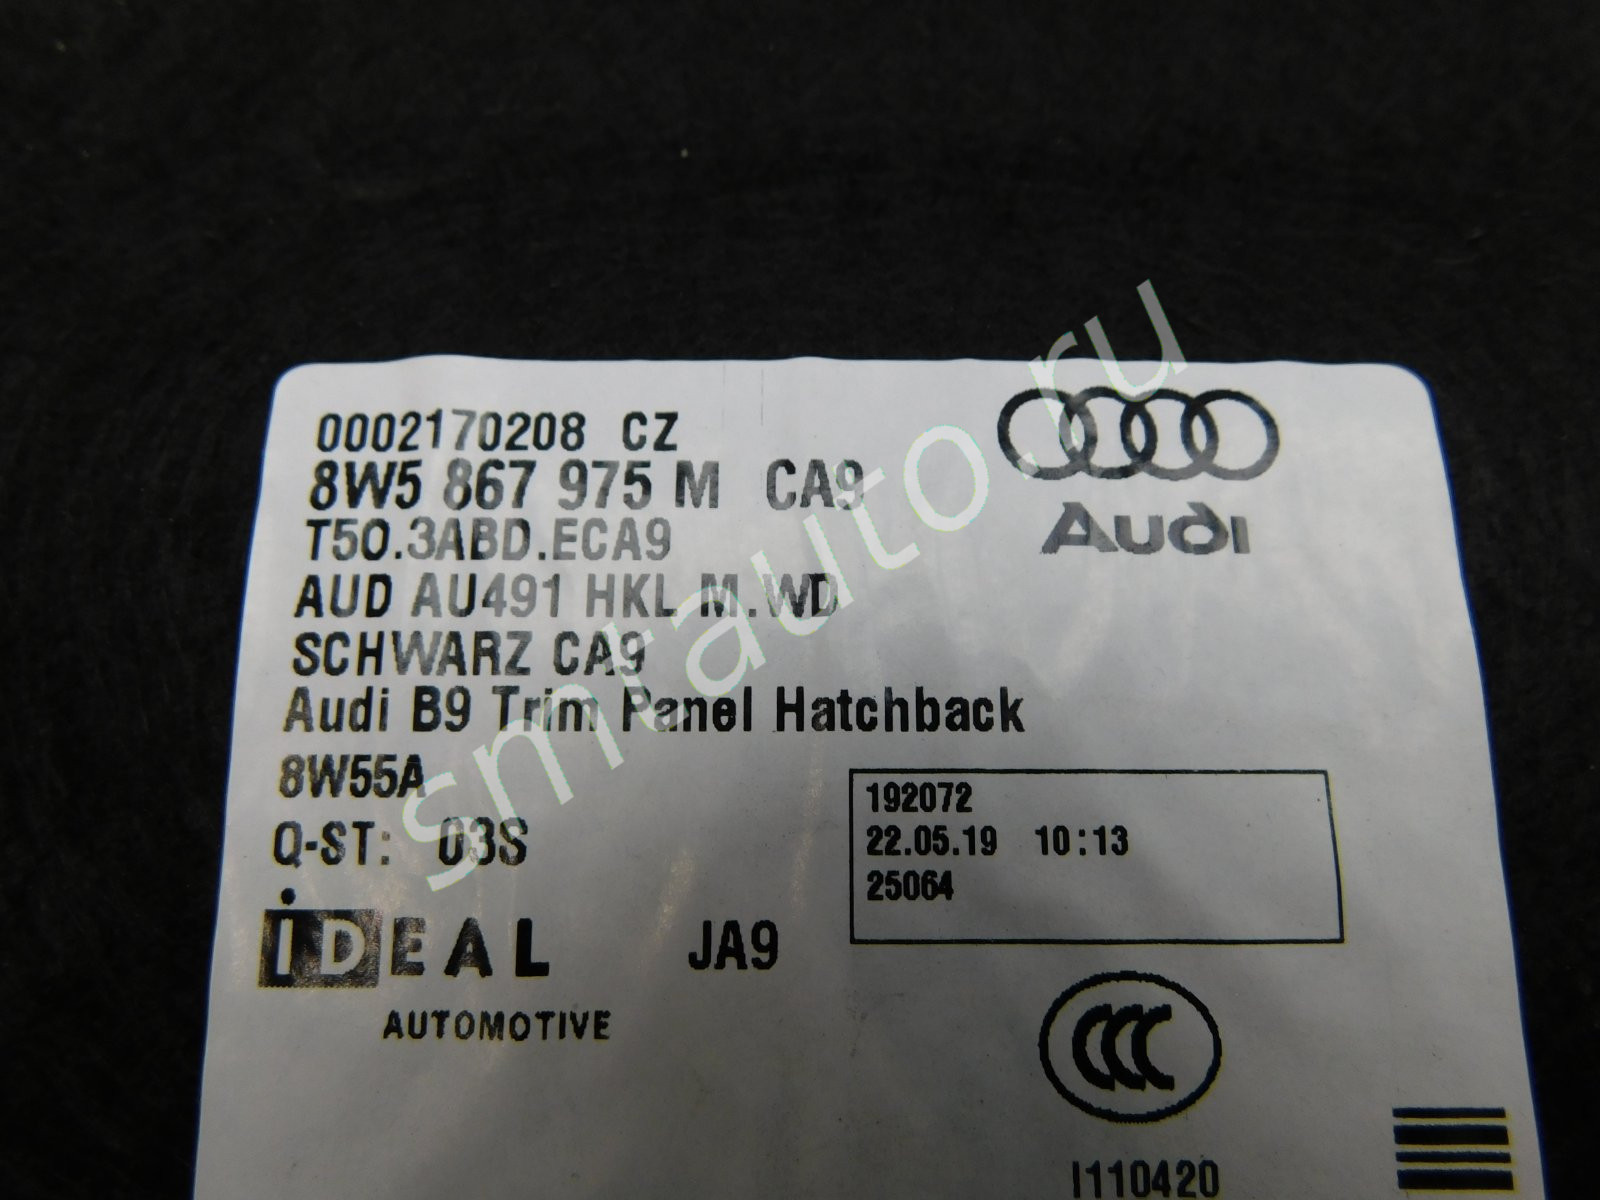 0002170208 CZ
8W5 867 975 M CA9
T50.3ABD.ECA9
AUD AU491 HKL M.WD
SCHWARZ CA9
Audi B9 Trim Panel Hatchback
8W55A
Q-ST: 03S
iDEAL
AUTOMOTIVE
JA9
Audi
192072
22.05.19 10:13
25064
CCC
I110420
smrauto.ru